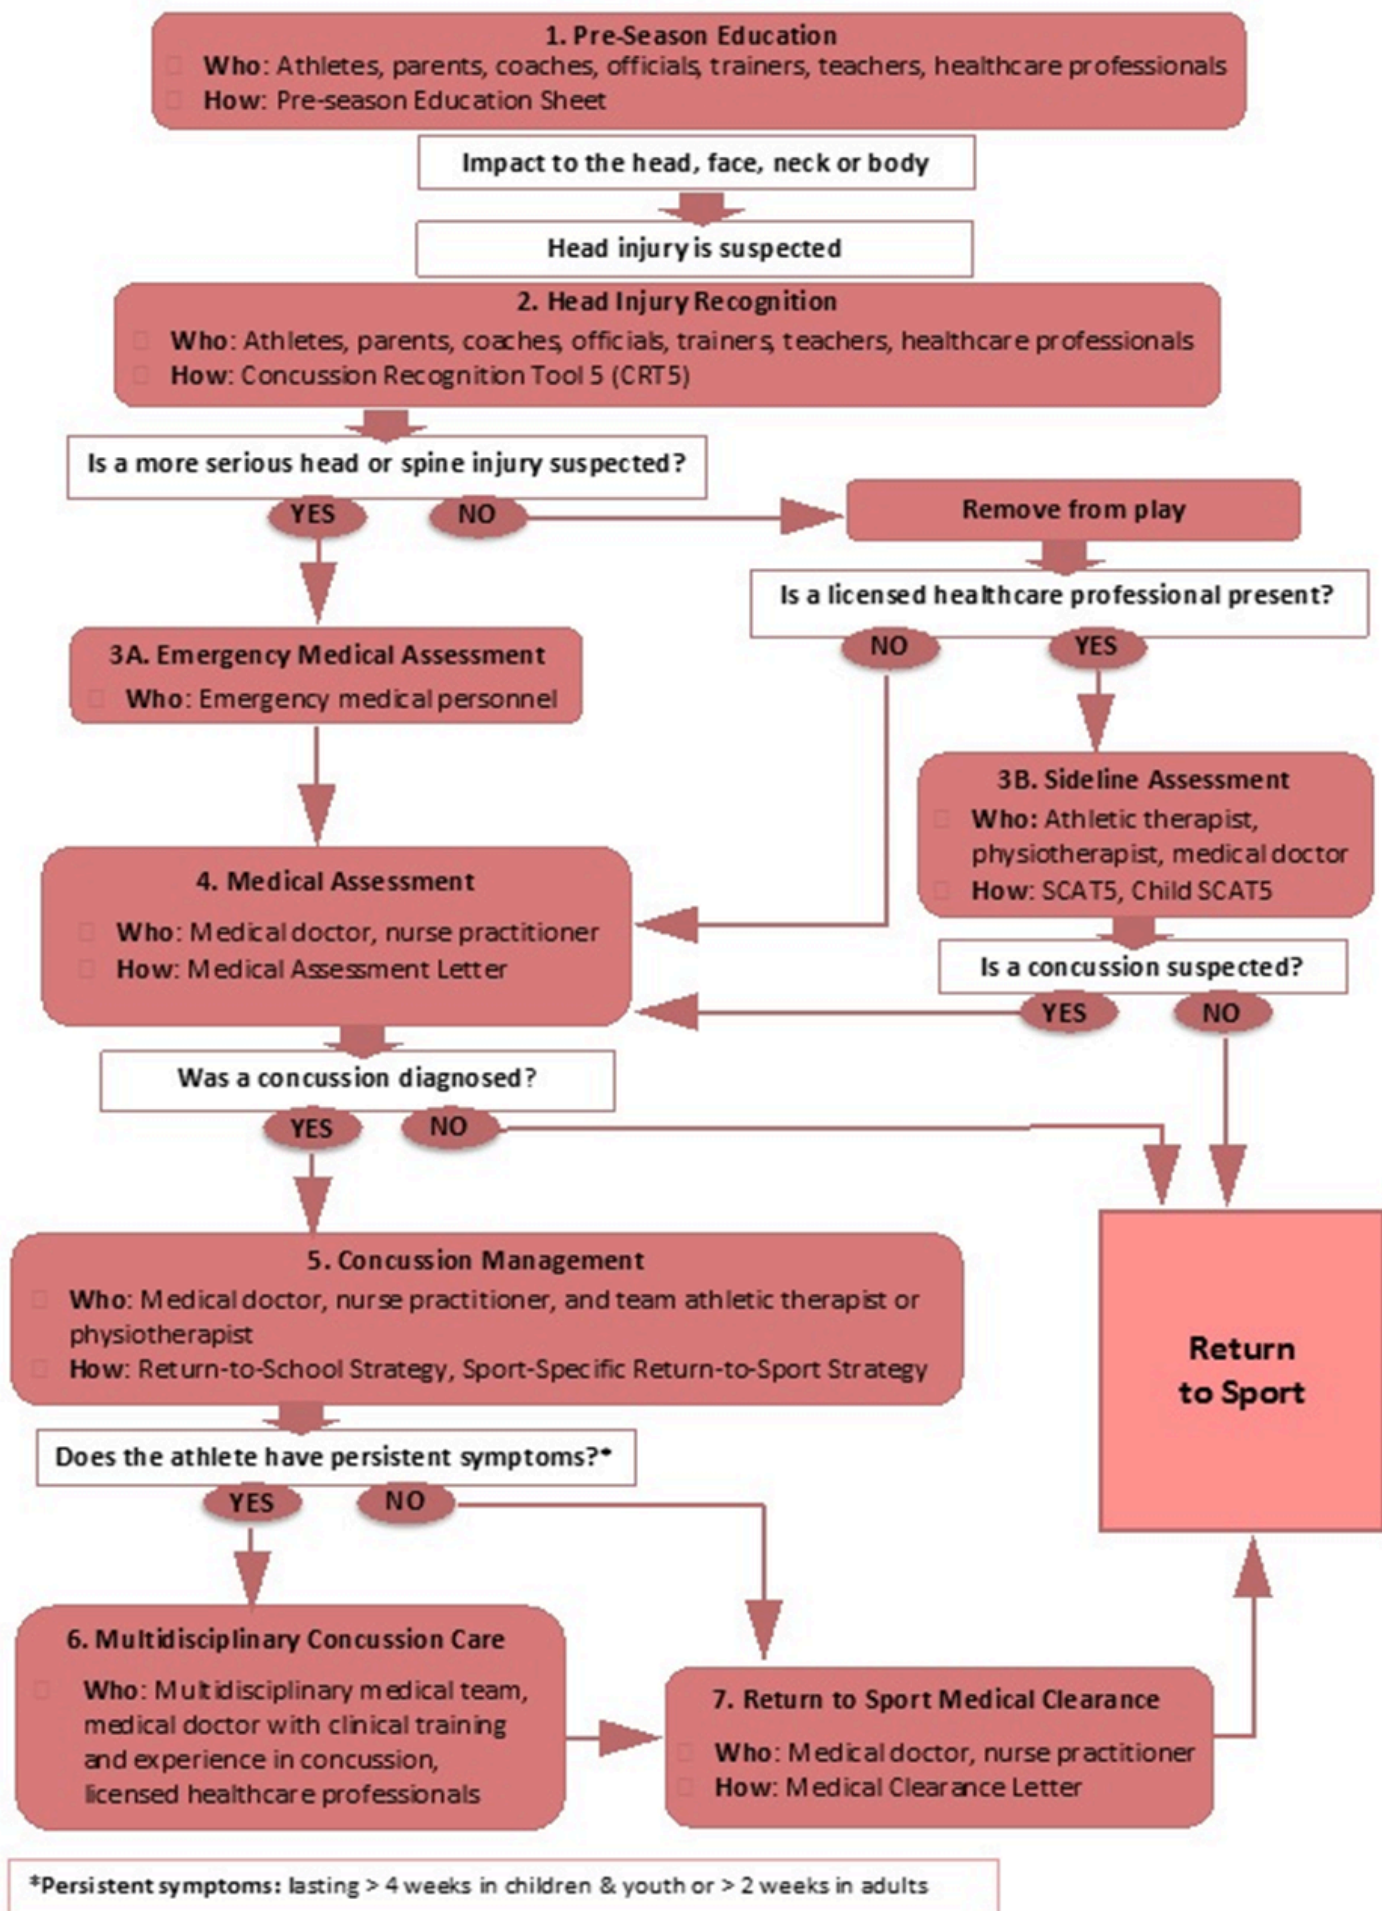 1. Pre-Season Education
Who: Athletes, parents, coaches, officials, trainers, teachers, healthcare professionals
How: Pre-season Education Sheet
Impact to the head, face, neck or body
Head injury is suspected
2. Head Injury Recognition
Who: Athletes, parents, coaches, officials, trainers, teachers, healthcare professionals
How: Concussion Recognition Tool 5 (CRT5)
Is a more serious head or spine injury suspected?
YES
NO
Remove from play
Is a licensed healthcare professional present?
NO
YES
3A. Emergency Medical Assessment
Who: Emergency medical personnel
3B. Sideline Assessment
Who: Athletic therapist,
physiotherapist, medical doctor
How: SCAT5, Child SCAT5
4. Medical Assessment
Who: Medical doctor, nurse practitioner
How: Medical Assessment Letter
Is a concussion suspected?
YES
NO
Was a concussion diagnosed?
YES
NO
5. Concussion Management
Who: Medical doctor, nurse practitioner, and team athletic therapist or
physiotherapist
How: Return-to-School Strategy, Sport-Specific Return-to-Sport Strategy
Return
to Sport
Does the athlete have persistent symptoms?*
YES
NO
6. Multidisciplinary Concussion Care
Who: Multidisciplinary medical team,
medical doctor with clinical training
and experience in concussion,
licensed healthcare professionals
7. Return to Sport Medical Clearance
Who: Medical doctor, nurse practitioner
How: Medical Clearance Letter
*Persistent symptoms: lasting > 4 weeks in children & youth or > 2 weeks in adults